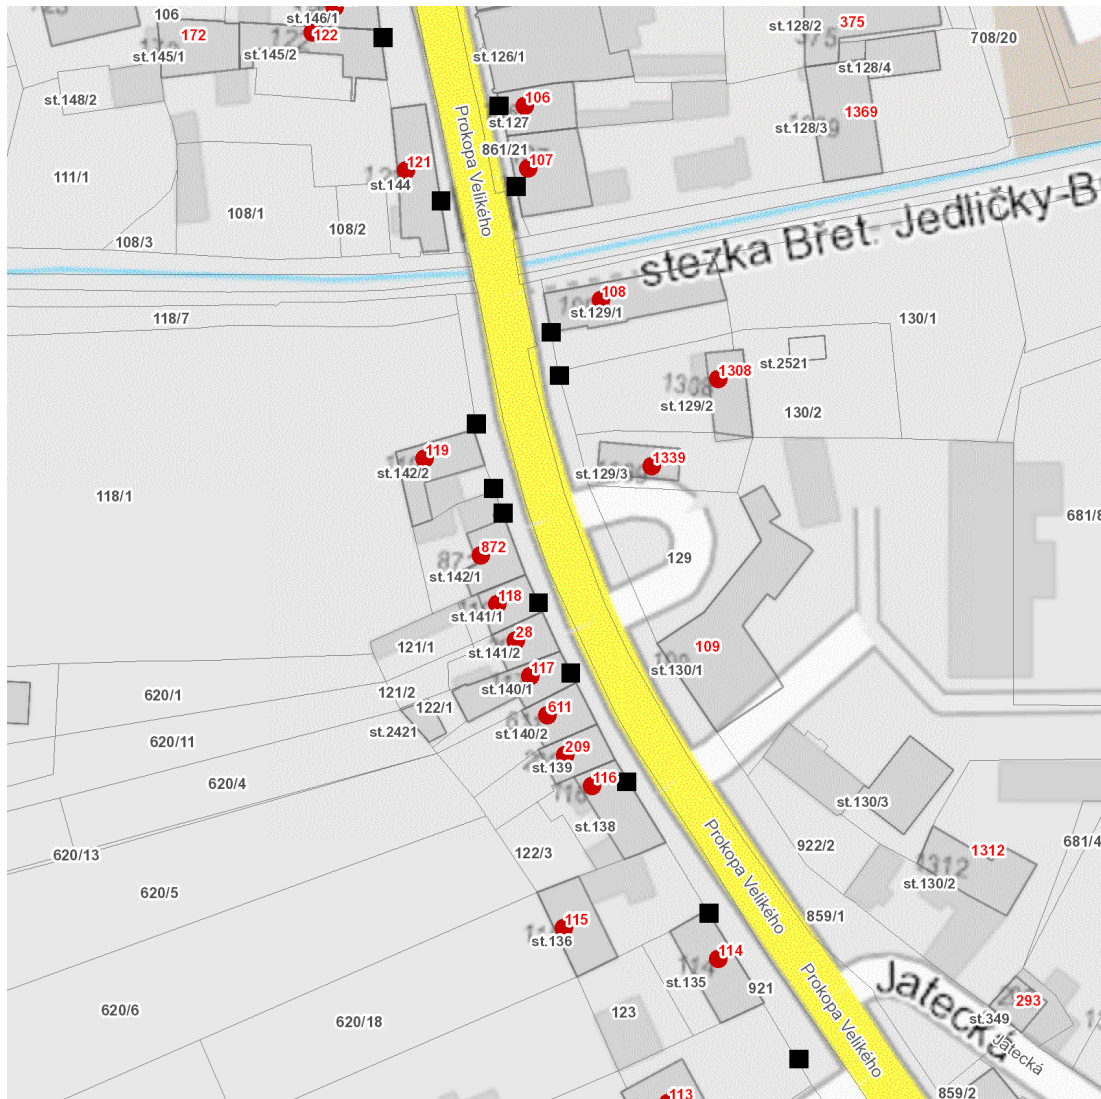 106
st.146/1
172
122
st.145/1
st.145/2
st.126/1
st.128/2
375
708/20
st.128/4
st.148/2
106
st.127
1369
st.128/3
861/21
107
121
st.144
Prokopa Velikého
111/1
108/1
108/2
108/3
stezka Břet. Jedličky-B
108
st.129/1
118/7
130/1
1308
1308
st.2521
st.129/2
130/2
119
st.142/2
1339
st.129/3
118/1
681/8
872
st.142/1
129
118
st.141/1
28
st.141/2
121/1
109
st.130/1
117
st.140/1
620/1
121/2
122/1
611
st.140/2
st.2421
620/11
209
st.139
620/4
116
st.138
st.130/3
Prokopa Velikého
922/2
1312
1312
681/4
620/13
122/3
st.130/2
620/5
859/1
115
st.136
114
114
st.135
921
Prokopa Velikého
Jatecká
293
st.349
Jatecká
620/6
620/18
123
113
859/2